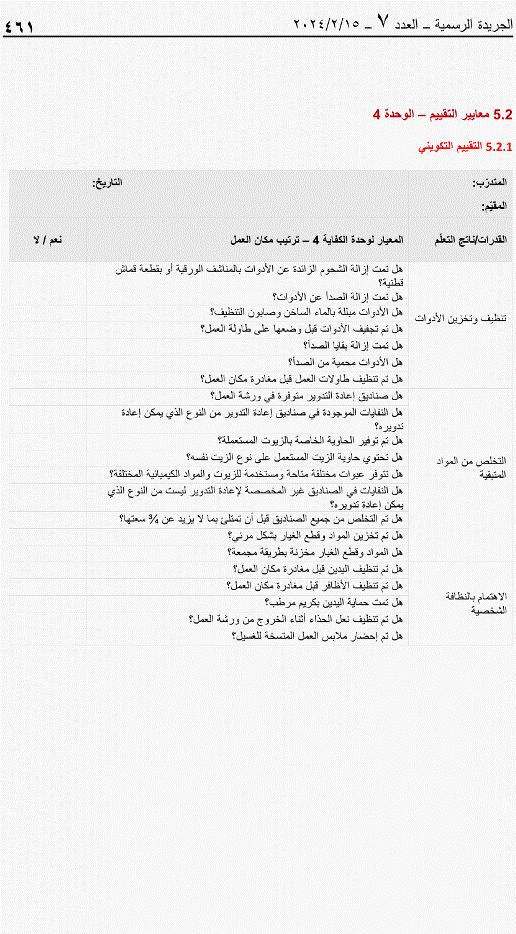 الجريدة الرسمية – العدد ٧ – ٢٠٢٤/٢/١٥
٤٦١
5.2 معايير التقييم – الوحدة 4
5.2.1 التقييم التكويني
المتدرّب: التاريخ:
المقيّم:
القدرات/ناتج التعلّم المعيار لوحدة الكفاية 4 – ترتيب مكان العمل نعم / لا
تنظيف وتخزين الأدوات
هل تمت إزالة الشحوم الزائدة عن الأدوات بالمناشف الورقية أو بقطعة قماش
قطنية؟
هل تمت إزالة الصدأ عن الأدوات؟
هل الأدوات مبللة بالماء الساخن وصابون التنظيف؟
هل تم تجفيف الأدوات قبل وضعها على طاولة العمل؟
هل تمت إزالة بقايا الصدأ؟
هل الأدوات محمية من الصدأ؟
هل تم تنظيف طاولات العمل قبل مغادرة مكان العمل؟
التخلص من المواد
المتبقية
هل صناديق إعادة التدوير متوفرة في ورشة العمل؟
هل النفايات الموجودة في صناديق إعادة التدوير من النوع الذي يمكن إعادة
تدويره؟
هل تم توفير الحاوية الخاصة بالزيوت المستعملة؟
هل تحتوي حاوية الزيت المستعمل على نوع الزيت نفسه؟
هل تتوفر عبوات مختلفة متاحة ومستخدمة للزيوت والمواد الكيميائية المختلفة؟
هل النفايات في الصناديق غير المخصصة لإعادة التدوير ليست من النوع الذي
يمكن إعادة تدويره؟
هل تم التخلص من جميع الصناديق قبل أن تمتلئ بما لا يزيد عن ¾ سعتها؟
هل تم تخزين المواد وقطع الغيار بشكل مرئي؟
هل المواد وقطع الغيار مخزنة بطريقة مجمعة؟
الاهتمام بالنظافة
الشخصية
هل تم تنظيف اليدين قبل مغادرة مكان العمل؟
هل تم تنظيف الأظافر قبل مغادرة مكان العمل؟
هل تمت حماية اليدين بكريم مرطب؟
هل تم تنظيف نعل الحذاء أثناء الخروج من ورشة العمل؟
هل تم إحضار ملابس العمل المتسخة للغسيل؟